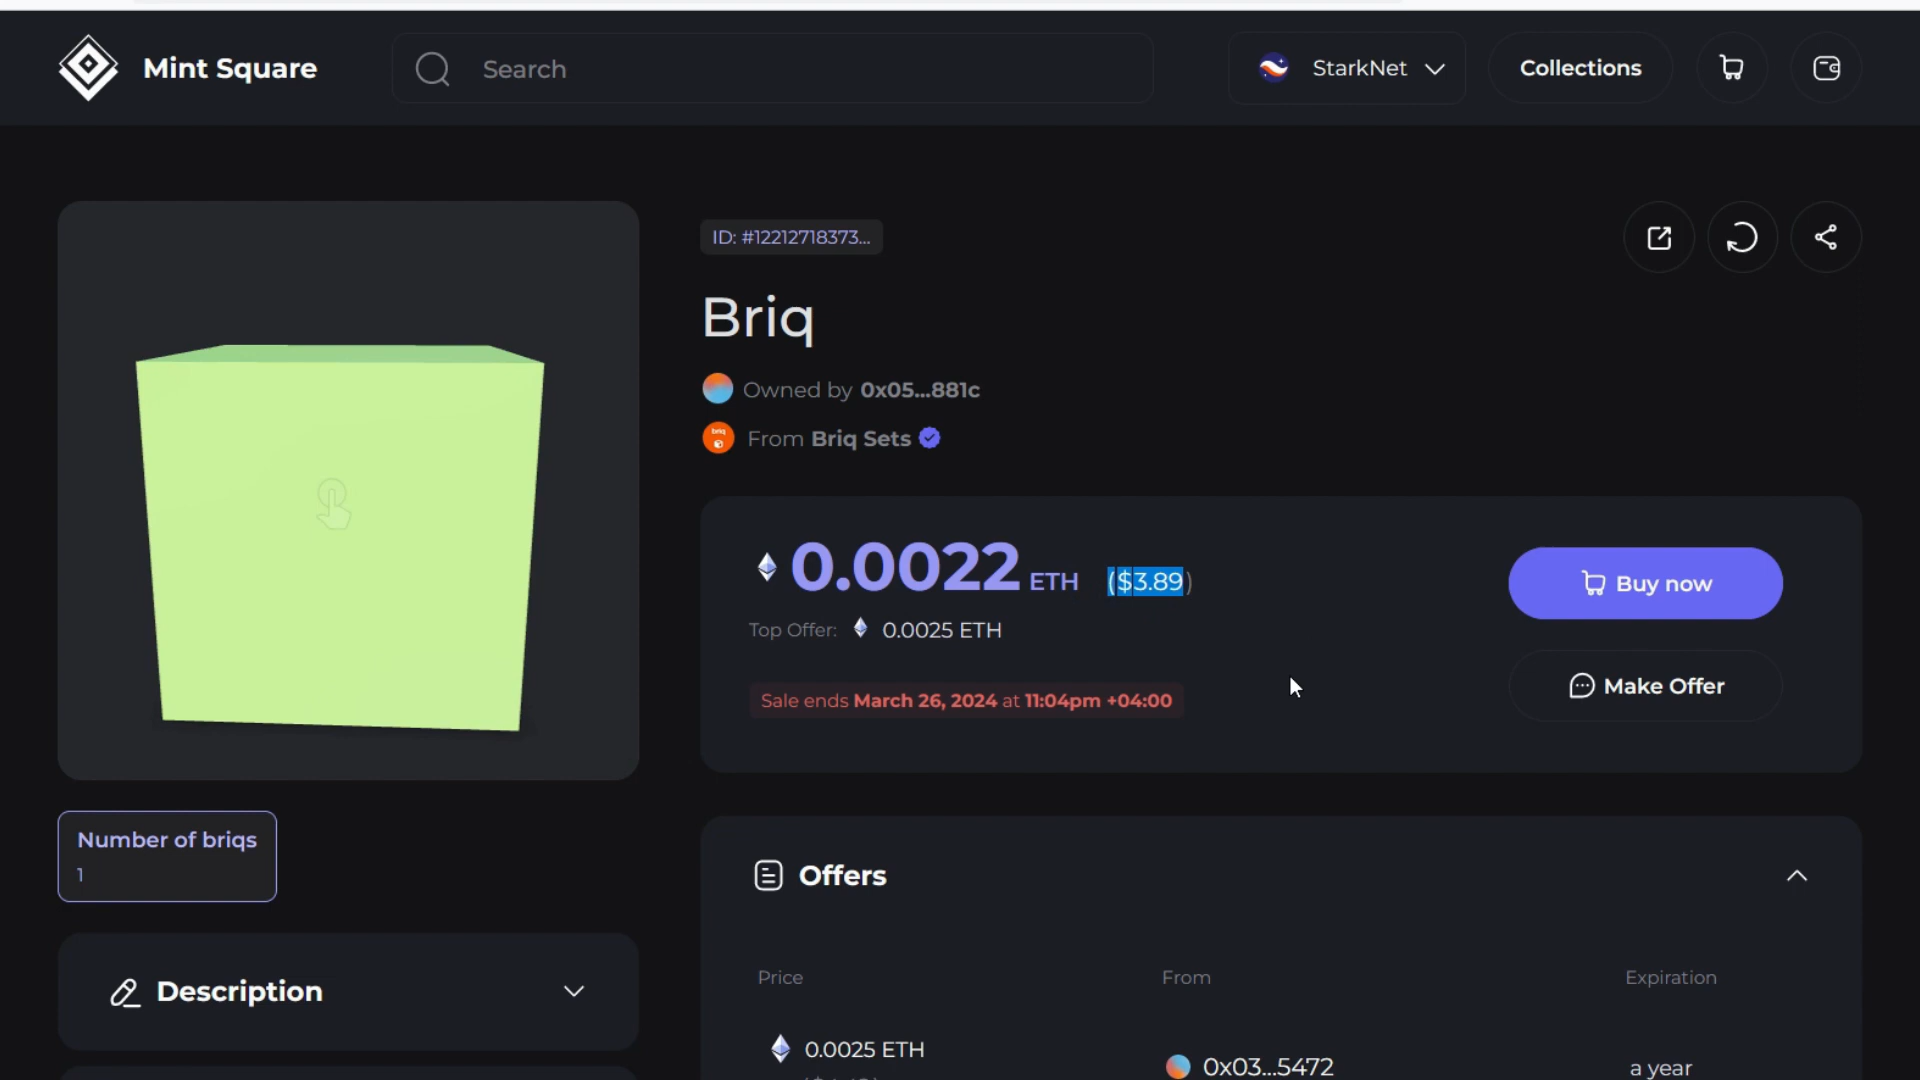 Mint Square
Search
StarkNet
Collections
ID: #12212718373...
Briq
Owned by 0x05...881c
briq
From Briq Sets
0.0022 ETH ($3.89)
Buy now
Top Offer: 0.0025 ETH
Make Offer
Sale ends March 26, 2024 at 11:04pm +04:00
Number of briqs
1
Offers
Description
Price From Expiration
0.0025 ETH
0x03...5472
a year